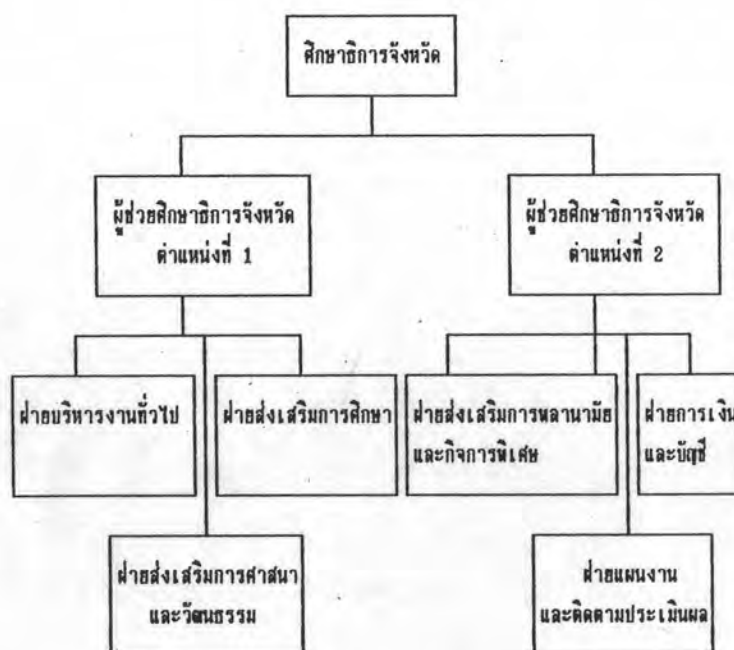 ศึกษาธิการจังหวัด
ผู้ช่วยศึกษาธิการจังหวัด
ตำแหน่งที่ 1
ผู้ช่วยศึกษาธิการจังหวัด
ตำแหน่งที่ 2
ฝ่ายบริหารงานทั่วไป
ฝ่ายส่งเสริมการศึกษา
ฝ่ายส่งเสริมการพลานามัย
และกิจการพิเศษ
ฝ่ายการเงิน
และบัญชี
ฝ่ายส่งเสริมการศาสนา
และวัฒนธรรม
ฝ่ายแผนงาน
และติดตามประเมินผล